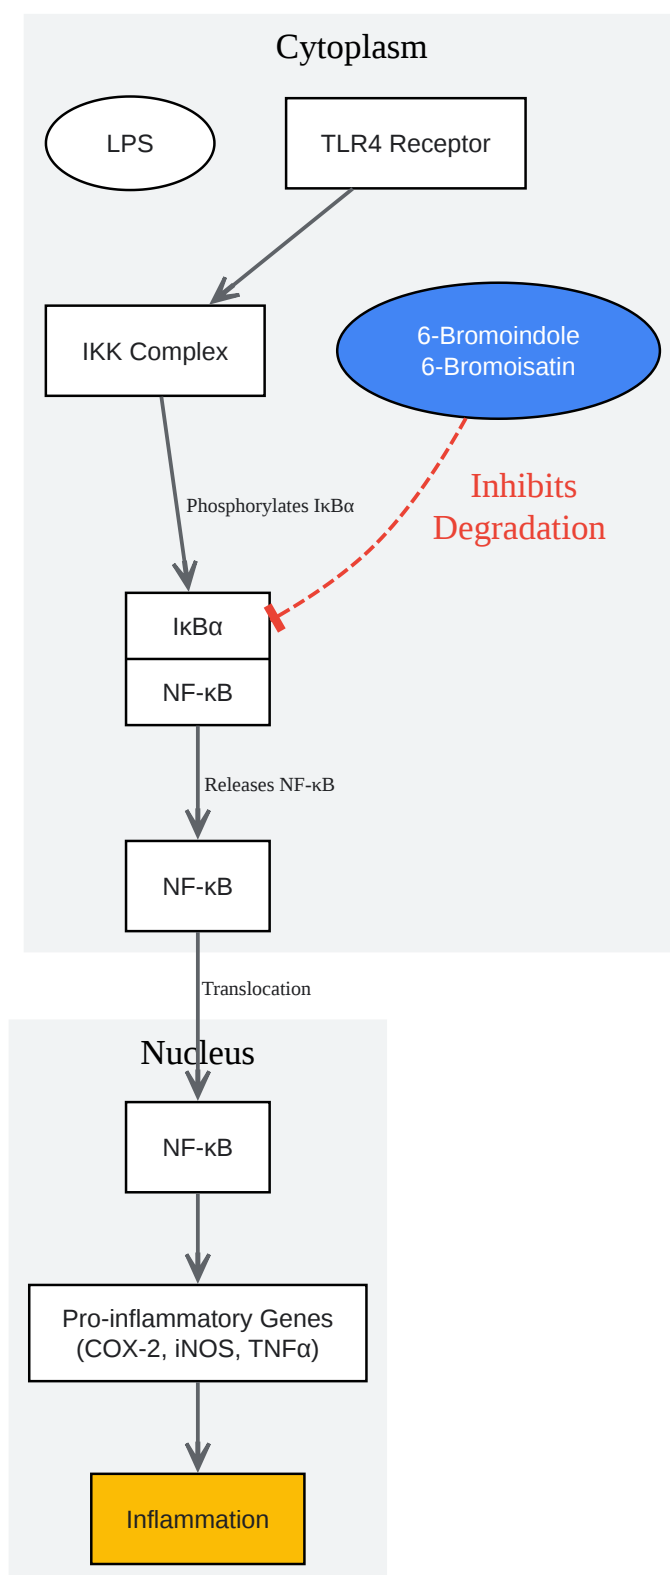 Cytoplasm
LPS
TLR4 Receptor
IKK Complex
6-Bromoindole
6-Bromoisatin
Phosphorylates IκBα
Inhibits
Degradation
IκBα
NF-κB
Releases NF-κB
NF-κB
Translocation
Nucleus
NF-κB
Pro-inflammatory Genes
(COX-2, iNOS, TNFα)
Inflammation